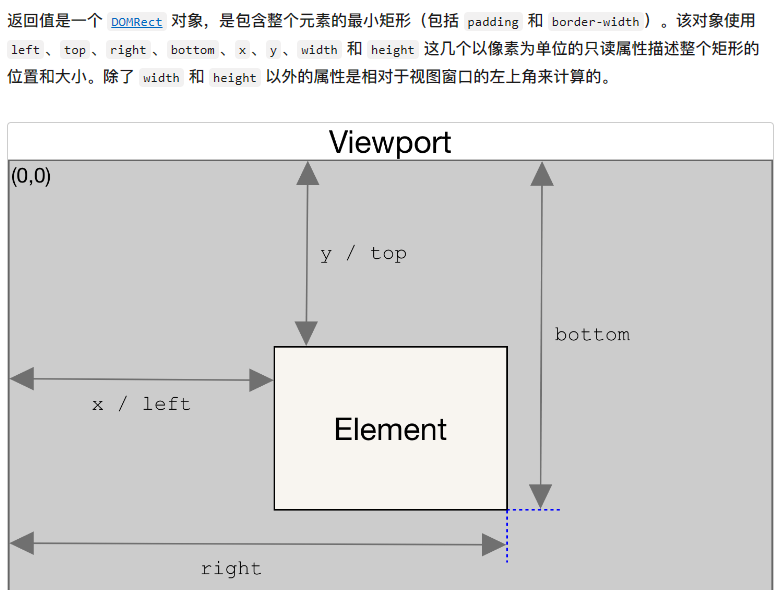 返回值是一个 DOMRect 对象，是包含整个元素的最小矩形（包括 padding 和 border-width）。该对象使用
left、top、right、bottom、x、y、width 和 height 这几个以像素为单位的只读属性描述整个矩形的
位置和大小。除了 width 和 height 以外的属性是相对于视图窗口的左上角来计算的。
Viewport
(0,0)
y / top
bottom
x / left
Element
right